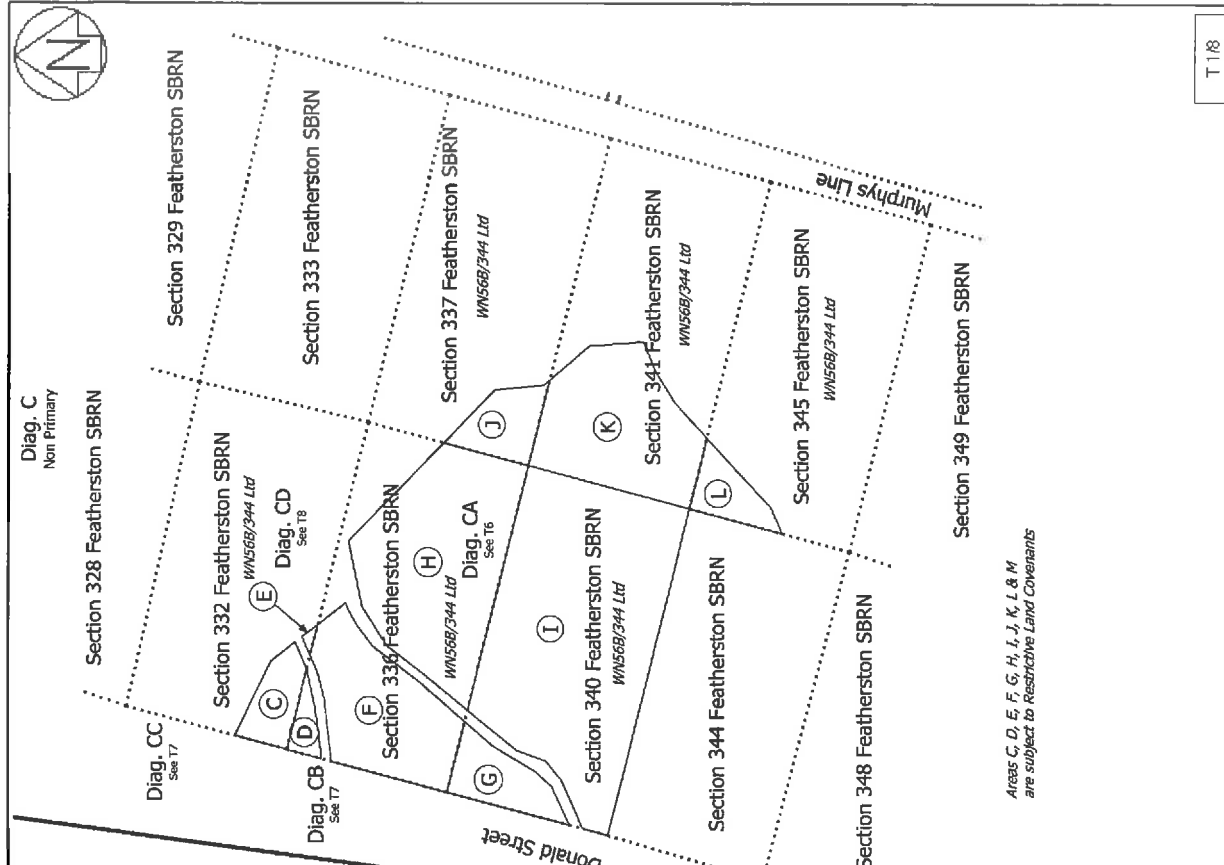 N
Diag. C
Non Primary
T 1/8
Section 328 Featherston SBRN
Section 329 Featherston SBRN
Section 332 Featherston SBRN
WN56B/344 Ltd
Section 333 Featherston SBRN
Diag. CC
See T7
Diag. CD
See T8
Diag. CB
See T7
C
D
E
F
Section 336 Featherston SBRN
WN56B/344 Ltd
H
Diag. CA
See T6
Section 337 Featherston SBRN
WN56B/344 Ltd
J
G
I
Section 340 Featherston SBRN
WN56B/344 Ltd
K
Section 341 Featherston SBRN
WN56B/344 Ltd
L
Section 344 Featherston SBRN
Section 345 Featherston SBRN
WN56B/344 Ltd
Section 348 Featherston SBRN
Section 349 Featherston SBRN
Donald Street
Murphys Line
Areas C, D, E, F, G, H, I, J, K, L & M
are subject to Restrictive Land Covenants